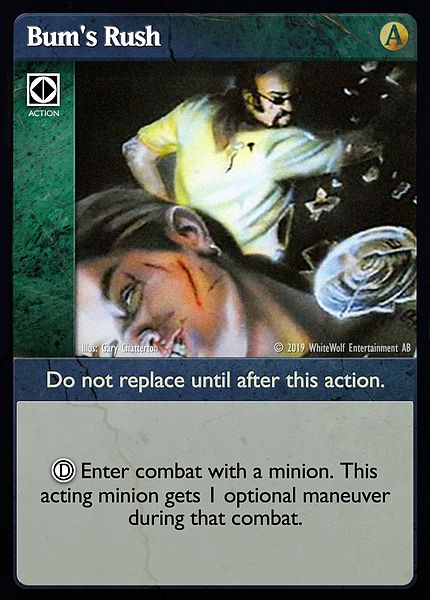 Bum's Rush
A
ACTION
Illus: Gary Chatterton
© 2019 WhiteWolf Entertainment AB
Do not replace until after this action.
D Enter combat with a minion. This
acting minion gets 1 optional maneuver
during that combat.